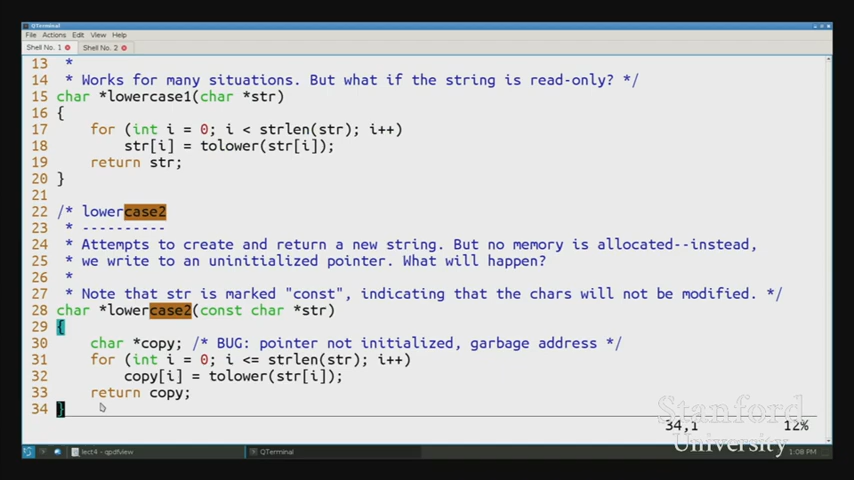 QTerminal
File Actions Edit View Help
Shell No. 1 Shell No. 2
13 *
14 * Works for many situations. But what if the string is read-only? */
15 char *lowercase1(char *str)
16 {
17 for (int i = 0; i < strlen(str); i++)
18 str[i] = tolower(str[i]);
19 return str;
20 }
21
22 /* lowercase2
23 * ----------
24 * Attempts to create and return a new string. But no memory is allocated--instead,
25 * we write to an uninitialized pointer. What will happen?
26 *
27 * Note that str is marked "const", indicating that the chars will not be modified. */
28 char *lowercase2(const char *str)
29 {
30 char *copy; /* BUG: pointer not initialized, garbage address */
31 for (int i = 0; i <= strlen(str); i++)
32 copy[i] = tolower(str[i]);
33 return copy;
34 }
34,1 12%
Stanford
University
lect4 - qpdfview QTerminal 1:08 PM